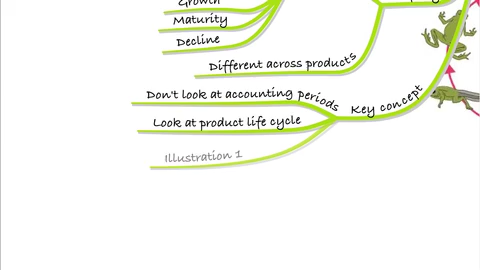 Growth
Maturity
Decline
Different across products
Don't look at accounting periods
Key concept
Look at product life cycle
Illustration 1